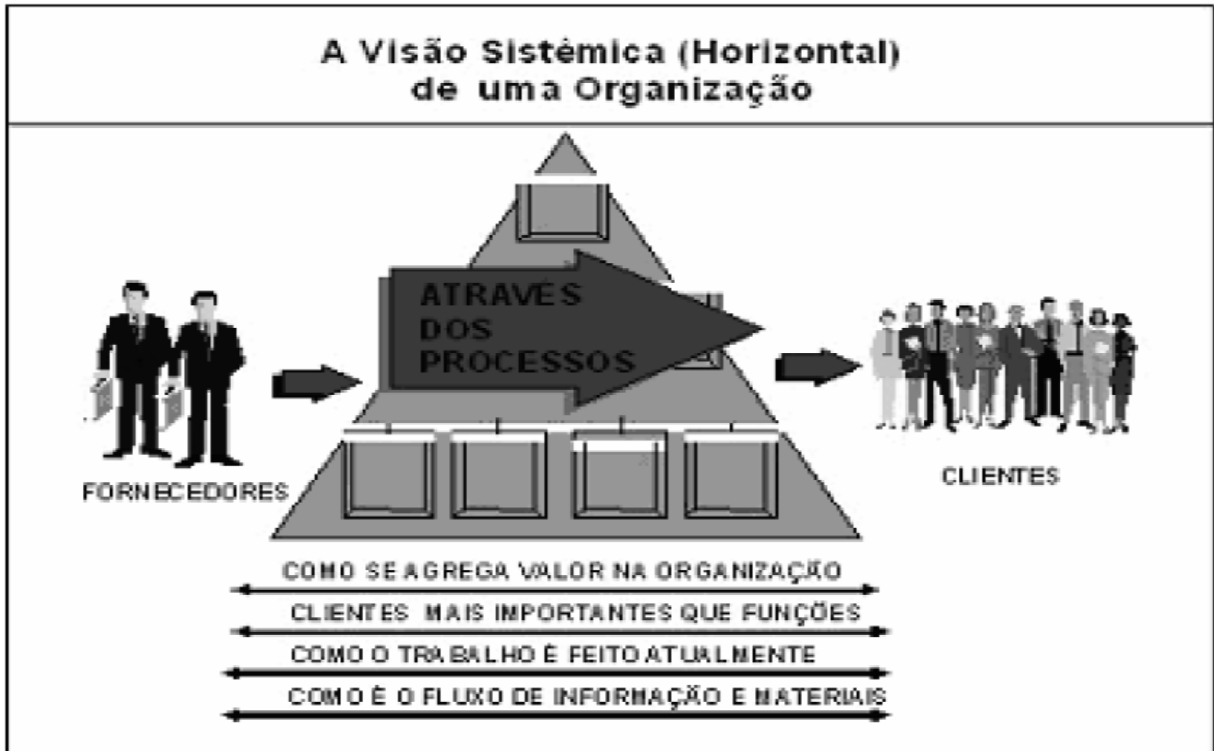 A Visão Sistêmica (Horizontal)
de uma Organização
ATRAVÉS
DOS
PROCESSOS
FORNECEDORES
CLIENTES
COMO SE AGREGA VALOR NA ORGANIZAÇÃO
CLIENTES MAIS IMPORTANTES QUE FUNÇÕES
COMO O TRABALHO É FEITO ATUALMENTE
COMO É O FLUXO DE INFORMAÇÃO E MATERIAIS